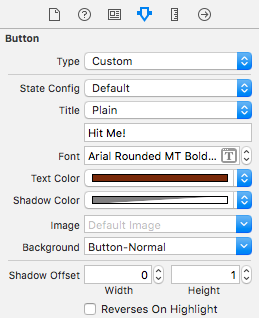 Button
Type Custom
State Config Default
Title Plain
Hit Me!
Font Arial Rounded MT Bold... T
Text Color
Shadow Color
Image Default Image
Background Button-Normal
Shadow Offset 0 1
Width Height
Reverses On Highlight